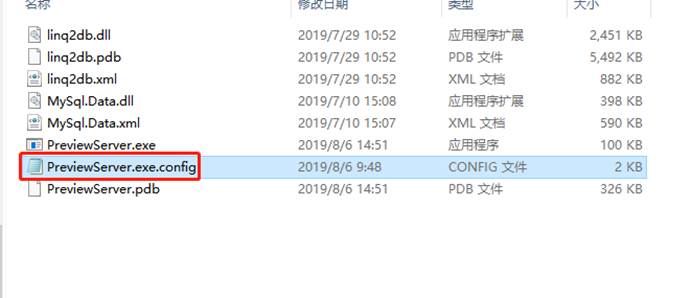 名称 修改日期 类型 大小
linq2db.dll 2019/7/29 10:52 应用程序扩展 2,451 KB
linq2db.pdb 2019/7/29 10:52 PDB 文件 5,492 KB
linq2db.xml 2019/7/29 10:52 XML 文档 882 KB
MySql.Data.dll 2019/7/10 15:08 应用程序扩展 398 KB
MySql.Data.xml 2019/7/10 15:07 XML 文档 590 KB
PreviewServer.exe 2019/8/6 14:51 应用程序 100 KB
PreviewServer.exe.config 2019/8/6 9:48 CONFIG 文件 2 KB
PreviewServer.pdb 2019/8/6 14:51 PDB 文件 326 KB